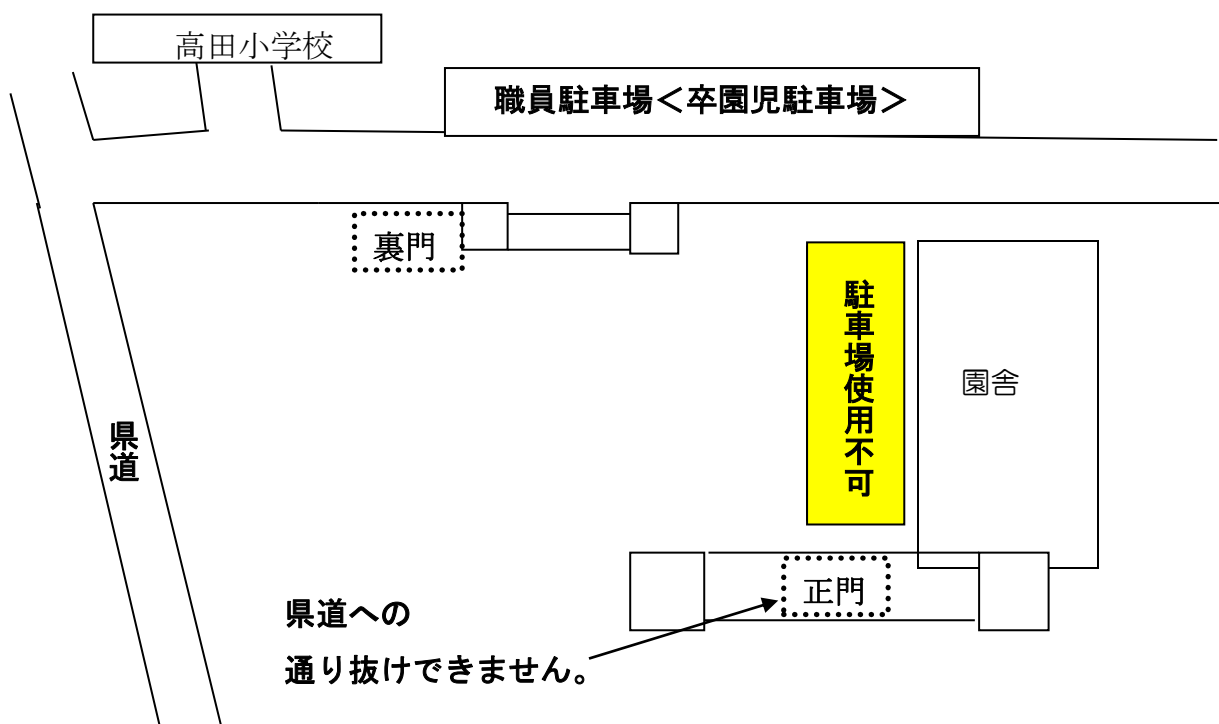 高田小学校
職員駐車場＜卒園児駐車場＞
裏門
駐車場使用不可
園舎
県道
正門
県道への
通り抜けできません。